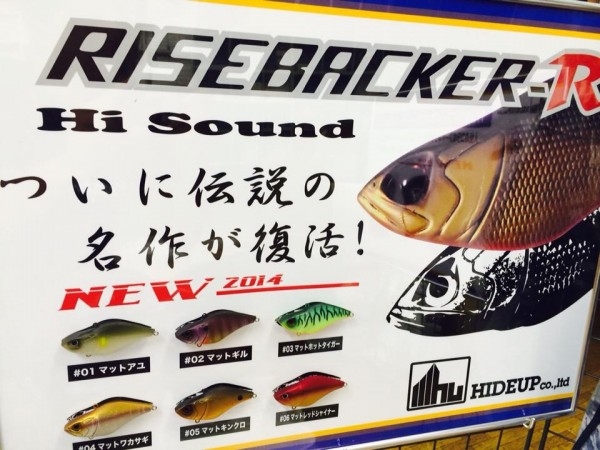 RISEBACKER-R
Hi Sound
ついに伝説の
名作が復活!
NEW 2014
#01 マットアユ
#02 マットギル
#03 マットホットタイガー
#04 マットワカサギ
#05 マットキンクロ
#06 マットレッドシャイナー
hu HIDEUP co.,ltd